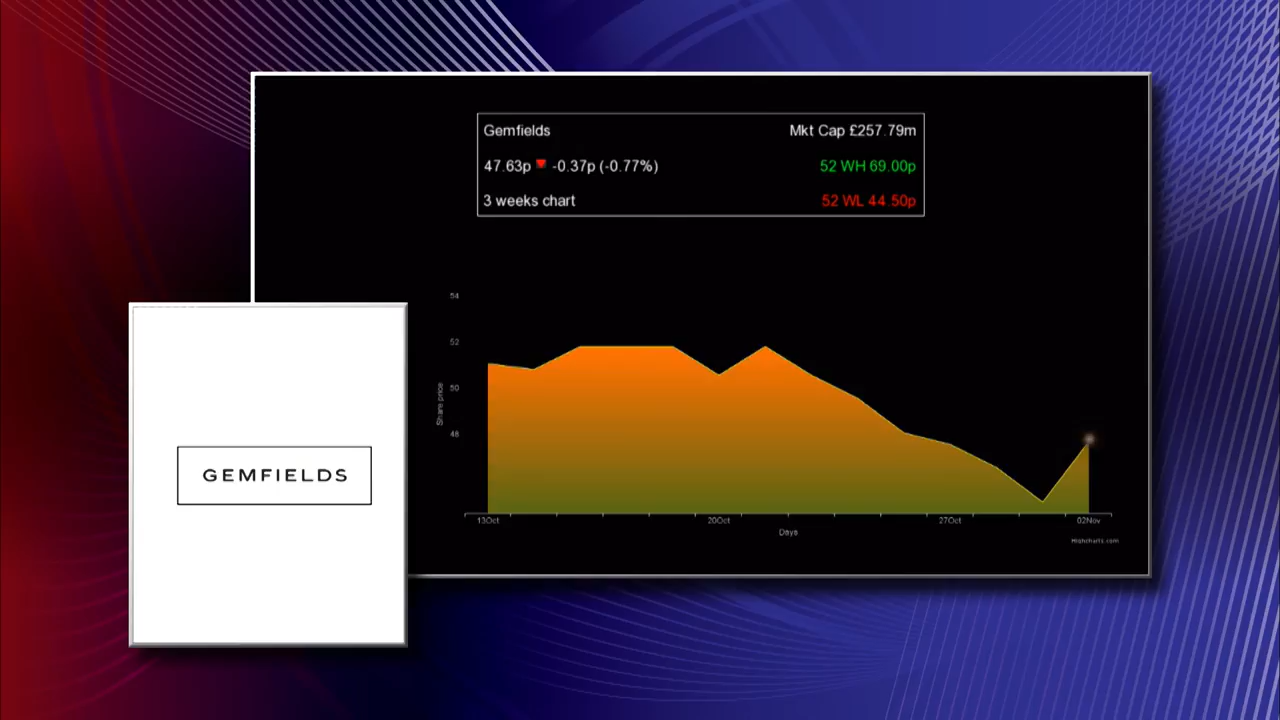 Gemfields Mkt Cap £257.79m
47.63p -0.37p (-0.77%) 52 WH 69.00p
3 weeks chart 52 WL 44.50p
54
52
50
48
Share price
GEMFIELDS
13Oct 20Oct 27Oct 02Nov
Days
Highcharts.com